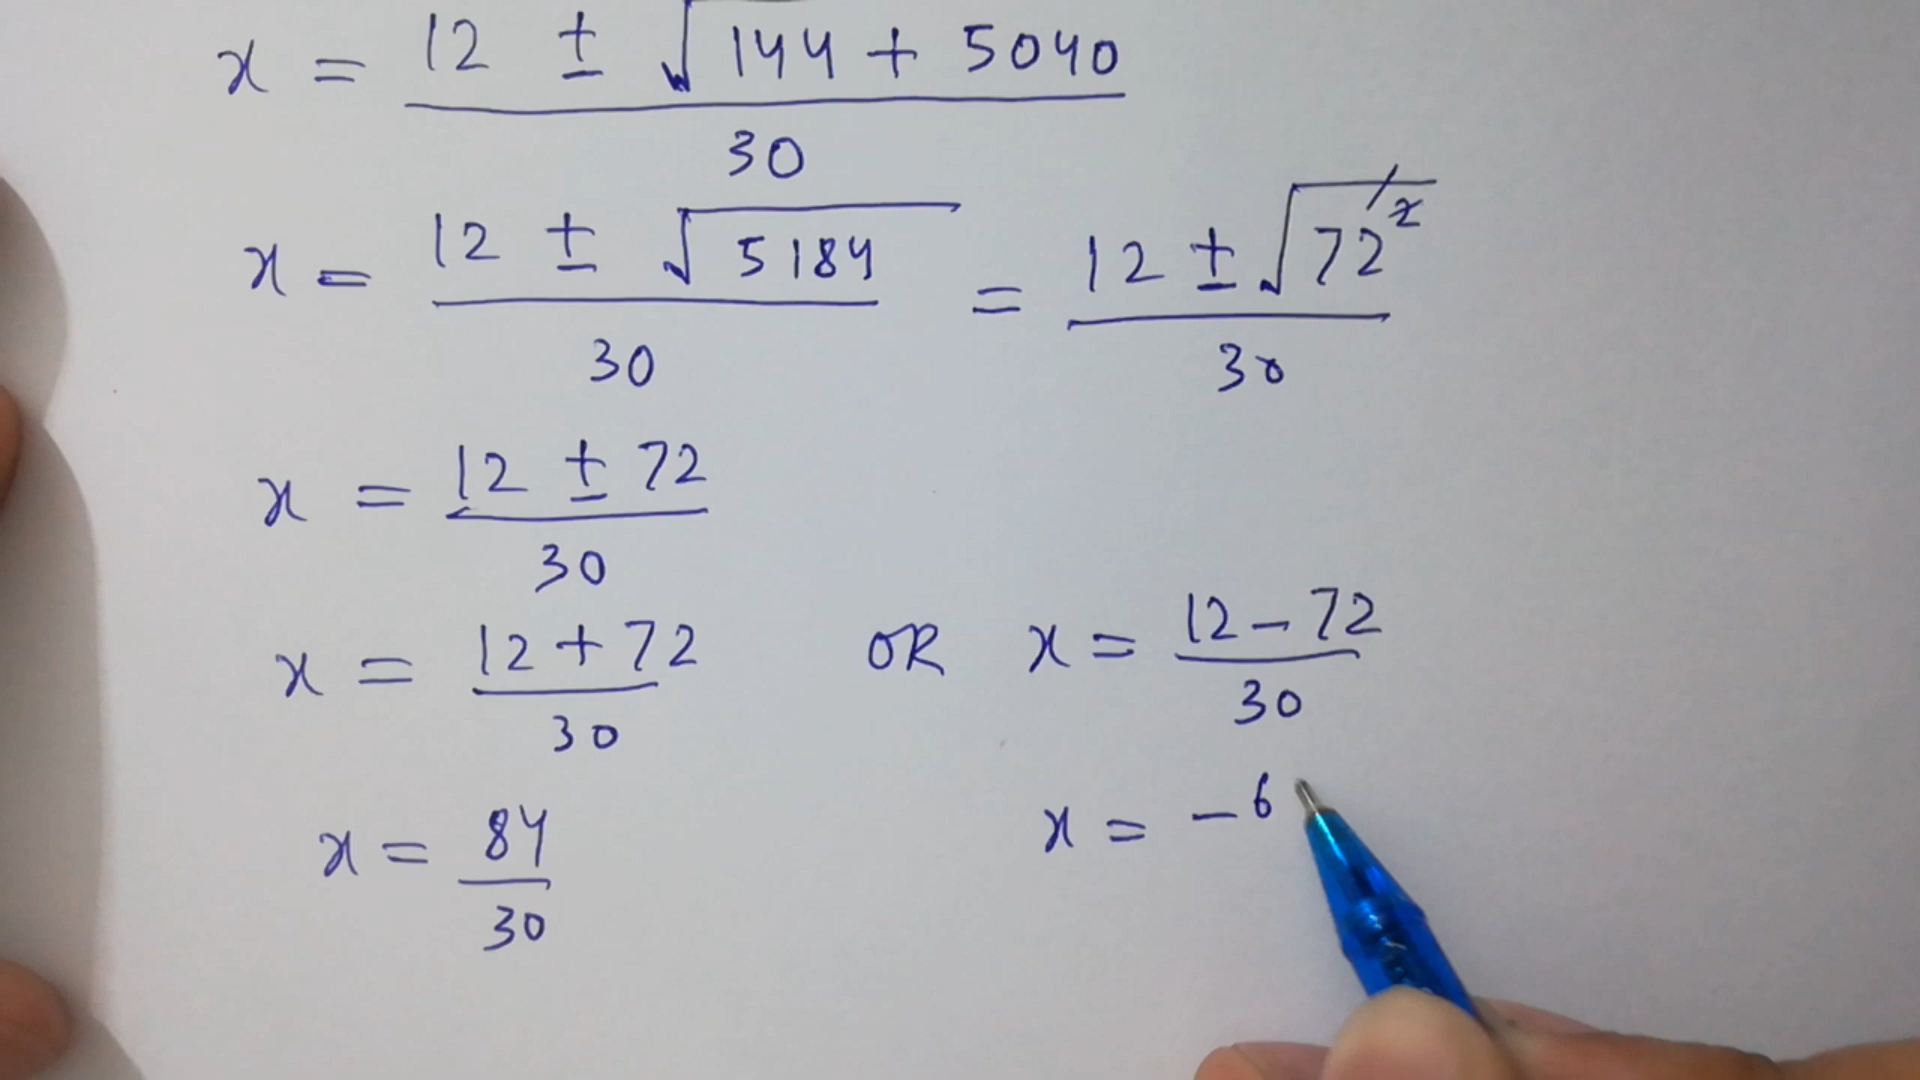 x = 12 ± √144 + 5040 / 30
x = 12 ± √5184 / 30 = 12 ± √72² / 30
x = 12 ± 72 / 30
x = 12 + 72 / 30 OR x = 12 - 72 / 30
x = 84 / 30 x = -6